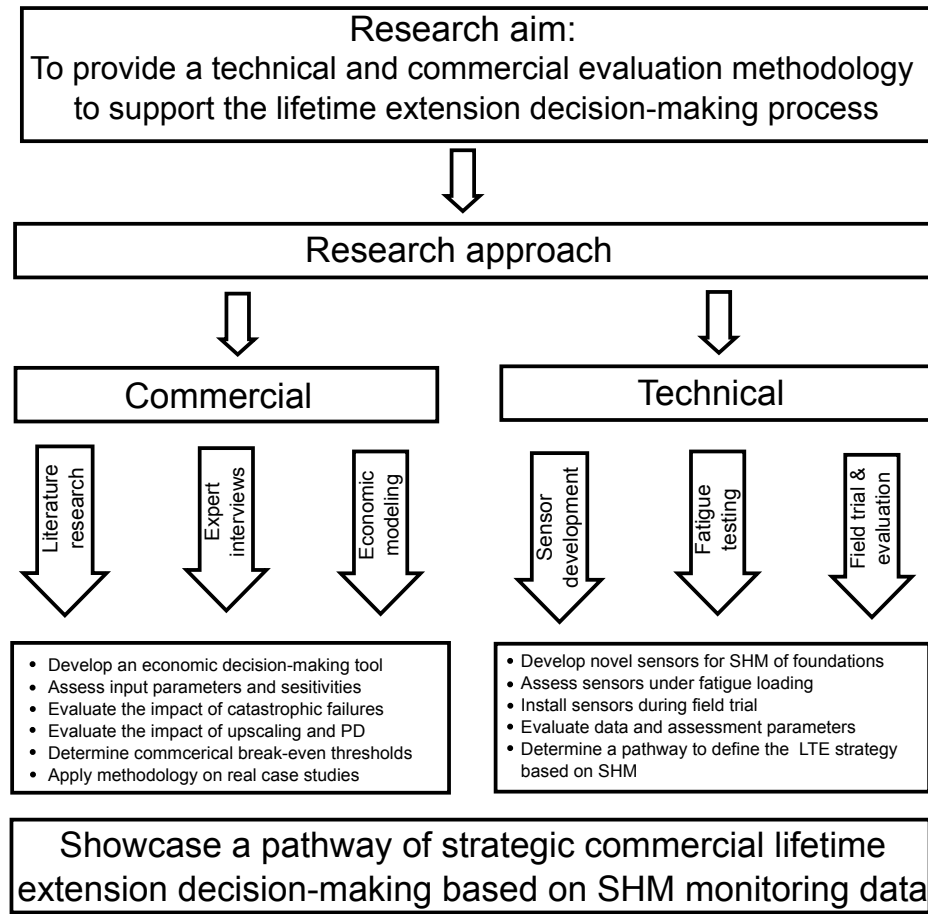 Research aim:
To provide a technical and commercial evaluation methodology
to support the lifetime extension decision-making process
Research approach
Commercial
Technical
Literature
research
Expert
interviews
Economic
modeling
Sensor
development
Fatigue
testing
Field trial &
evaluation
• Develop an economic decision-making tool
• Assess input parameters and sesitivities
• Evaluate the impact of catastrophic failures
• Evaluate the impact of upscaling and PD
• Determine commcerical break-even thresholds
• Apply methodology on real case studies
• Develop novel sensors for SHM of foundations
• Assess sensors under fatigue loading
• Install sensors during field trial
• Evaluate data and assessment parameters
• Determine a pathway to define the LTE strategy
based on SHM
Showcase a pathway of strategic commercial lifetime
extension decision-making based on SHM monitoring data